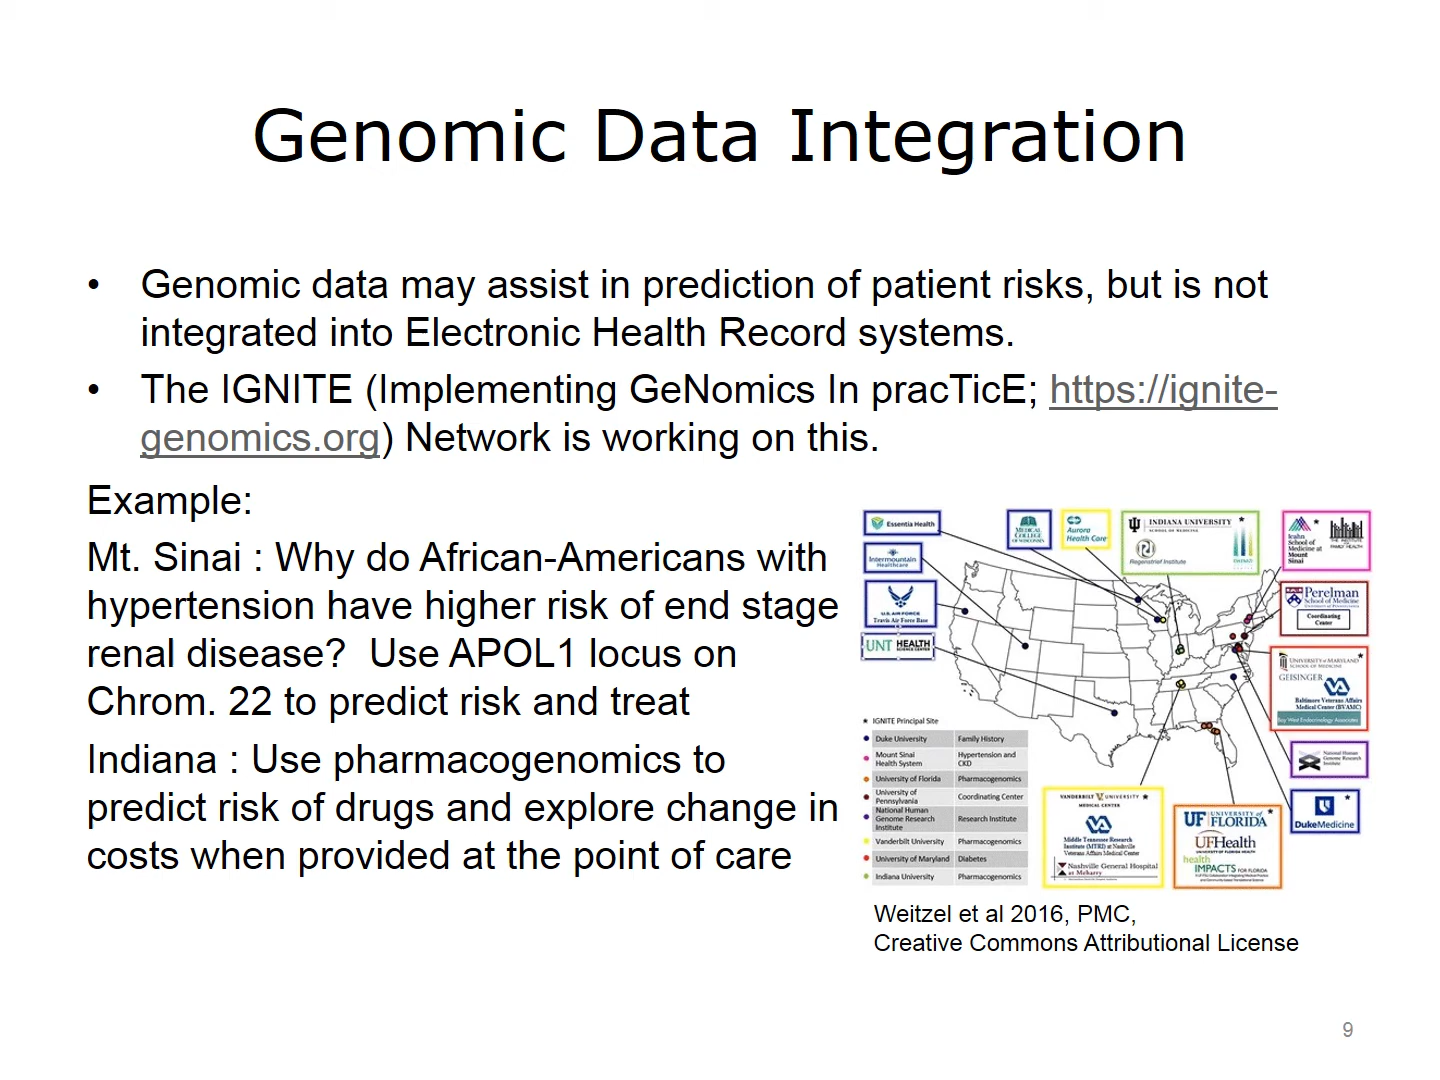 Genomic Data Integration
• Genomic data may assist in prediction of patient risks, but is not
integrated into Electronic Health Record systems.
• The IGNITE (Implementing GeNomics In pracTicE; https://ignite-
genomics.org) Network is working on this.
Example:
Mt. Sinai : Why do African-Americans with
hypertension have higher risk of end stage
renal disease?  Use APOL1 locus on
Chrom. 22 to predict risk and treat
Indiana : Use pharmacogenomics to
predict risk of drugs and explore change in
costs when provided at the point of care
Essentia Health
Intermountain
Healthcare
U.S. AIR FORCE
Travis Air Force Base
UNT HEALTH
SCIENCE CENTER
MEDICAL
COLLEGE
OF WISCONSIN
Aurora
Health Care
INDIANA UNIVERSITY
SCHOOL OF MEDICINE
Regenstrief Institute
Icahn
School of
Medicine at
Mount
Sinai
THE INSTITUTE
FAMILY HEALTH
Perelman
School of Medicine
UNIVERSITY OF PENNSYLVANIA
Coordinating
Center
UNIVERSITY of MARYLAND
SCHOOL OF MEDICINE
GEISINGER
VA
Baltimore Veterans Affairs
Medical Center (BVAMC)
Bay West Endocrinology Associates
National Human
Genome Research
Institute
DukeMedicine
★ IGNITE Principal Site
Duke University Family History
Mount Sinai Health System Hypertension and CKD
University of Florida Pharmacogenomics
University of Pennsylvania Coordinating Center
National Human Genome Research Institute Research Institute
Vanderbilt University Pharmacogenomics
University of Maryland Diabetes
Indiana University Pharmacogenomics
VANDERBILT UNIVERSITY
MEDICAL CENTER
VA
Middle Tennessee Research
Institute (MTRI) at Nashville
Veterans Affairs Medical Center
Nashville General Hospital
at Meharry
UF UNIVERSITY of
FLORIDA
UFHealth
UNIVERSITY OF FLORIDA HEALTH
health
IMPACTS FOR FLORIDA
Weitzel et al 2016, PMC,
Creative Commons Attributional License
9